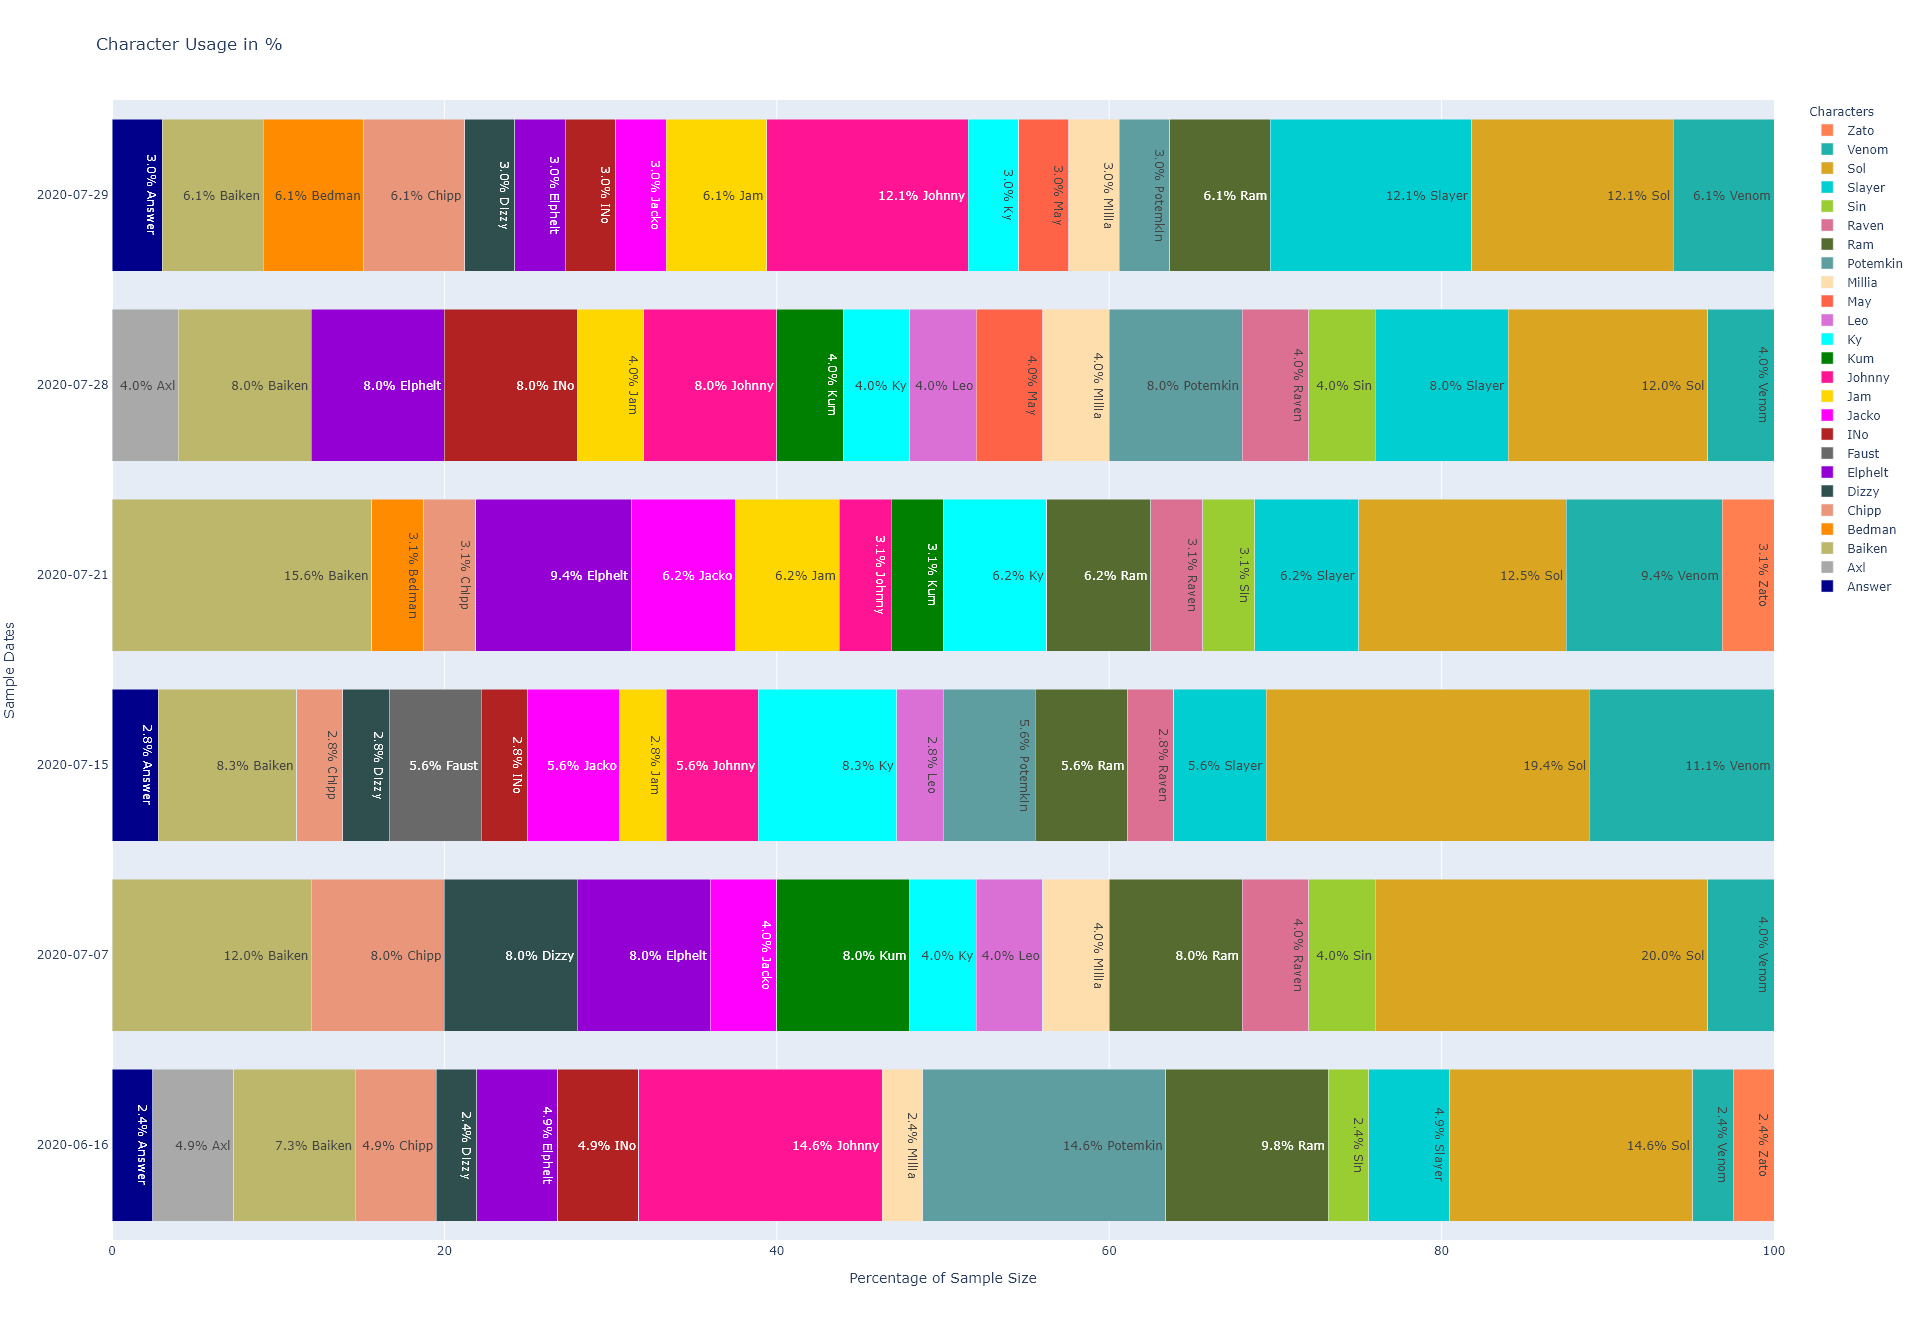 Character Usage in %
2020-07-29
3.0% Answer
6.1% Baiken
6.1% Bedman
6.1% Chipp
3.0% Dizzy
3.0% Elphelt
3.0% INo
3.0% Jacko
6.1% Jam
12.1% Johnny
3.0% Ky
3.0% May
3.0% Millia
3.0% Potemkin
6.1% Ram
12.1% Slayer
12.1% Sol
6.1% Venom
2020-07-28
4.0% Axl
8.0% Baiken
8.0% Elphelt
8.0% INo
4.0% Jam
8.0% Johnny
4.0% Kum
4.0% Ky
4.0% Leo
4.0% May
4.0% Millia
8.0% Potemkin
4.0% Raven
4.0% Sin
8.0% Slayer
12.0% Sol
4.0% Venom
2020-07-21
15.6% Baiken
3.1% Bedman
3.1% Chipp
9.4% Elphelt
6.2% Jacko
6.2% Jam
3.1% Johnny
3.1% Kum
6.2% Ky
6.2% Ram
3.1% Raven
3.1% Sin
6.2% Slayer
12.5% Sol
9.4% Venom
3.1% Zato
2020-07-15
2.8% Answer
8.3% Baiken
2.8% Chipp
2.8% Dizzy
5.6% Faust
2.8% INo
5.6% Jacko
2.8% Jam
5.6% Johnny
8.3% Ky
2.8% Leo
5.6% Potemkin
5.6% Ram
2.8% Raven
5.6% Slayer
19.4% Sol
11.1% Venom
2020-07-07
12.0% Baiken
8.0% Chipp
8.0% Dizzy
8.0% Elphelt
4.0% Jacko
8.0% Kum
4.0% Ky
4.0% Leo
4.0% Millia
8.0% Ram
4.0% Raven
4.0% Sin
20.0% Sol
4.0% Venom
2020-06-16
2.4% Answer
4.9% Axl
7.3% Baiken
4.9% Chipp
2.4% Dizzy
4.9% Elphelt
4.9% INo
14.6% Johnny
2.4% Millia
14.6% Potemkin
9.8% Ram
2.4% Sin
4.9% Slayer
14.6% Sol
2.4% Venom
2.4% Zato
0
20
40
60
80
100
Percentage of Sample Size
Sample Dates
Characters
Zato
Venom
Sol
Slayer
Sin
Raven
Ram
Potemkin
Millia
May
Leo
Ky
Kum
Johnny
Jam
Jacko
INo
Faust
Elphelt
Dizzy
Chipp
Bedman
Baiken
Axl
Answer